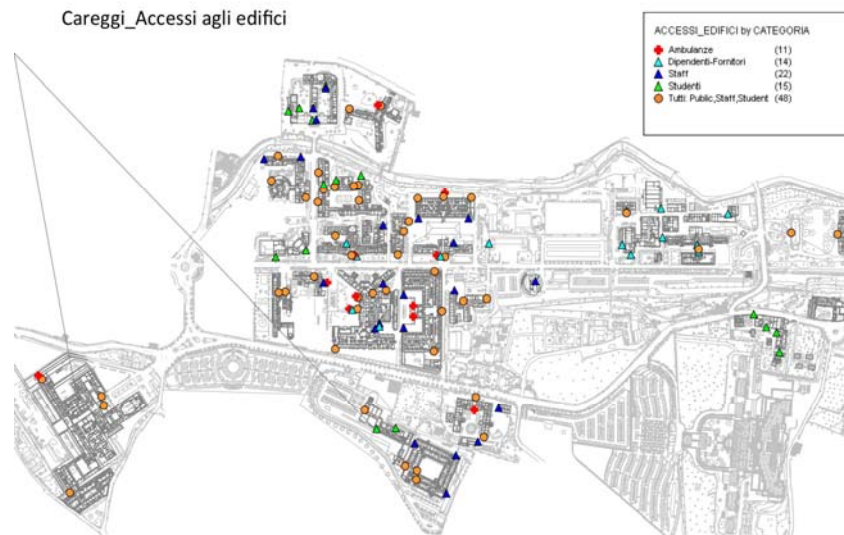 Careggi_Accessi agli edifici
ACCESSI_EDIFICI by CATEGORIA
Ambulanze (11)
Dipendenti-Fornitori (14)
Staff (22)
Studenti (15)
Tutti: Public,Staff,Student (48)